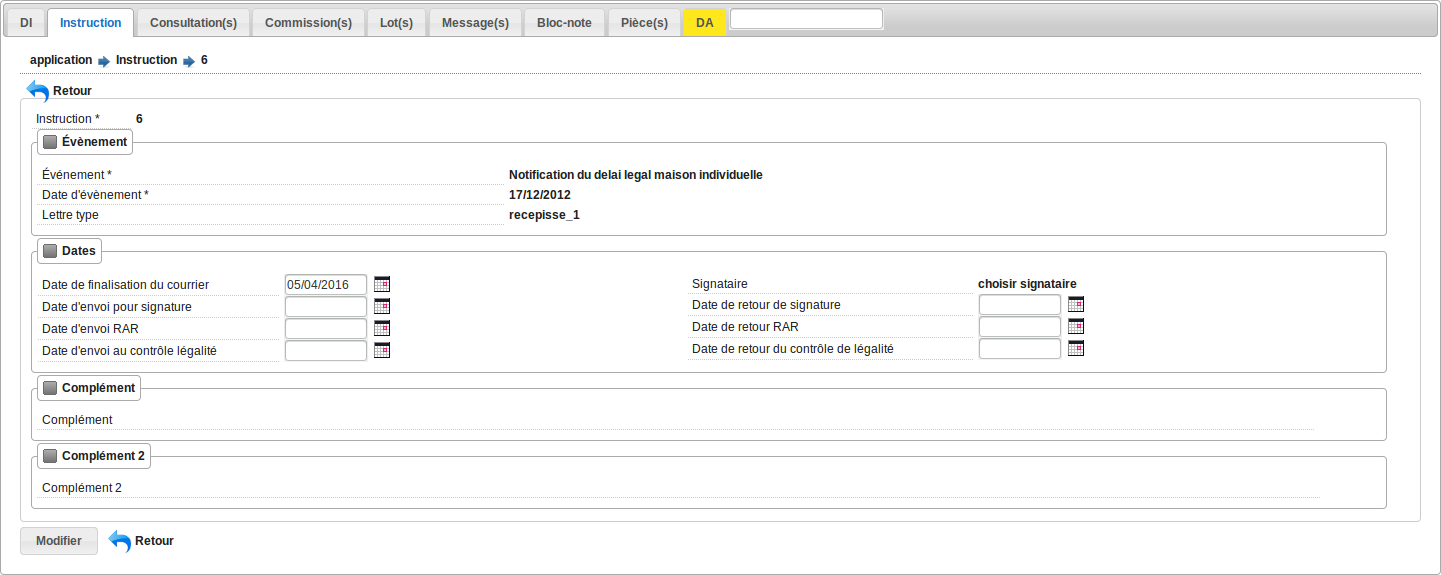 DI Instruction Consultation(s) Commission(s) Lot(s) Message(s) Bloc-note Pièce(s) DA
application Instruction 6
Retour
Instruction * 6
Évènement
Événement * Notification du delai legal maison individuelle
Date d'évènement * 17/12/2012
Lettre type recepisse_1
Dates
Date de finalisation du courrier 05/04/2016 Signataire choisir signataire
Date d'envoi pour signature Date de retour de signature
Date d'envoi RAR Date de retour RAR
Date d'envoi au contrôle légalité Date de retour du contrôle de légalité
Complément
Complément
Complément 2
Complément 2
Modifier Retour